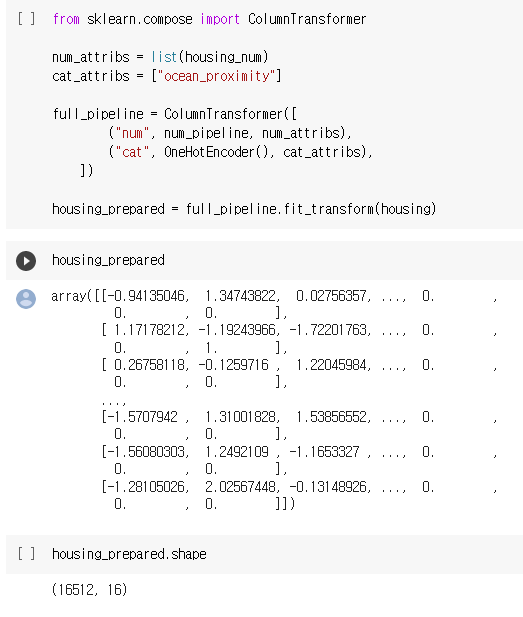 [ ] from sklearn.compose import ColumnTransformer
num_attribs = list(housing_num)
cat_attribs = ["ocean_proximity"]
full_pipeline = ColumnTransformer([
("num", num_pipeline, num_attribs),
("cat", OneHotEncoder(), cat_attribs),
])
housing_prepared = full_pipeline.fit_transform(housing)
housing_prepared
array([[-0.94135046, 1.34743822, 0.02756357, ..., 0. ,
0. , 0. ],
[ 1.17178212, -1.19243966, -1.72201763, ..., 0. ,
0. , 1. ],
[ 0.26758118, -0.1259716 , 1.22045984, ..., 0. ,
0. , 0. ],
...,
[-1.5707942 , 1.31001828, 1.53856552, ..., 0. ,
0. , 0. ],
[-1.56080303, 1.2492109 , -1.1653327 , ..., 0. ,
0. , 0. ],
[-1.28105026, 2.02567448, -0.13148926, ..., 0. ,
0. , 0. ]])
[ ] housing_prepared.shape
(16512, 16)